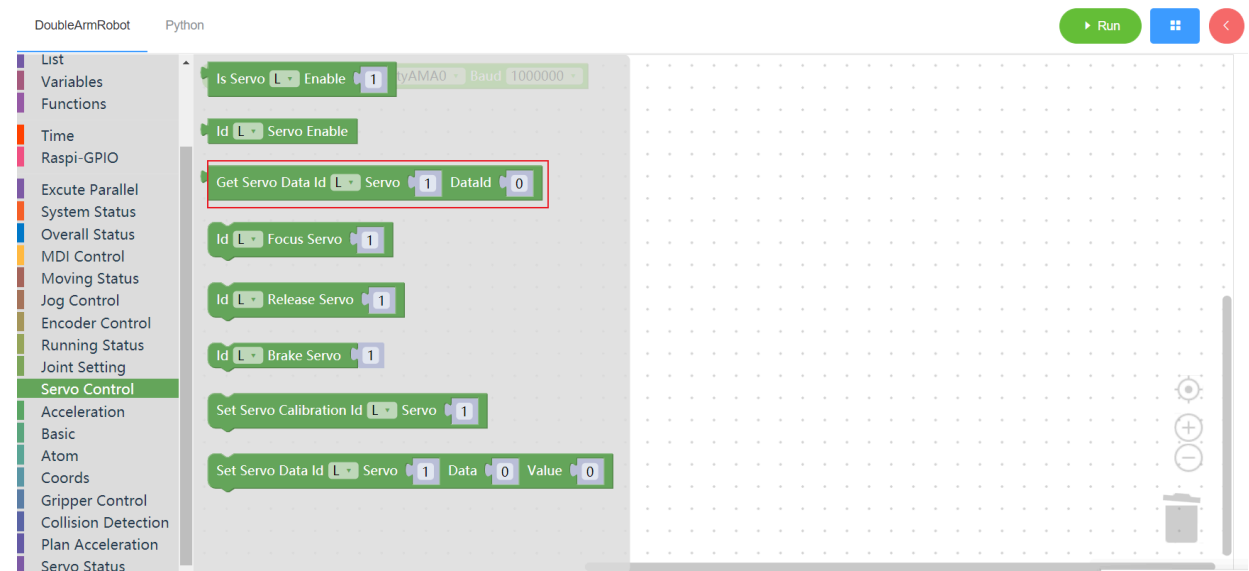 DoubleArmRobot Python Run
List
Variables
Functions
Time
Raspi-GPIO
Excute Parallel
System Status
Overall Status
MDI Control
Moving Status
Jog Control
Encoder Control
Running Status
Joint Setting
Servo Control
Acceleration
Basic
Atom
Coords
Gripper Control
Collision Detection
Plan Acceleration
Servo Status
Is Servo L Enable 1 tyAMA0 Baud 1000000
Id L Servo Enable
Get Servo Data Id L Servo 1 DataId 0
Id L Focus Servo 1
Id L Release Servo 1
Id L Brake Servo 1
Set Servo Calibration Id L Servo 1
Set Servo Data Id L Servo 1 Data 0 Value 0